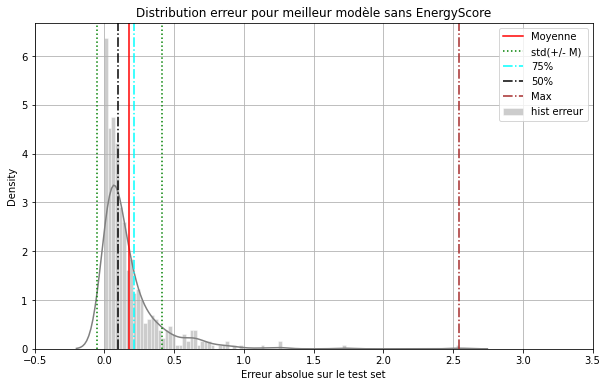 Distribution erreur pour meilleur modèle sans EnergyScore
Moyenne
std(+/- M)
75%
50%
Max
hist erreur
Density
6
5
4
3
2
1
0
-0.5
0.0
0.5
1.0
1.5
2.0
2.5
3.0
3.5
Erreur absolue sur le test set